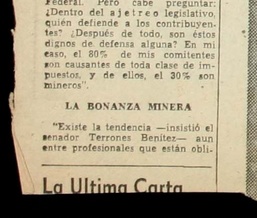 Federal. Pero cabe preguntar:
¿Dentro del ajetreo legislativo,
quién defiende a los contribuyen-
tes? ¿Después de todo, son éstos
dignos de defensa alguna? En mi
caso, el 80% de mis comitentes
son causantes de toda clase de im-
puestos, y de ellos, el 30% son
mineros".
LA BONANZA MINERA
"Existe la tendencia —insistió el
senador Terrones Benítez— aun
entre profesionales que están obli-
La Ultima Carta